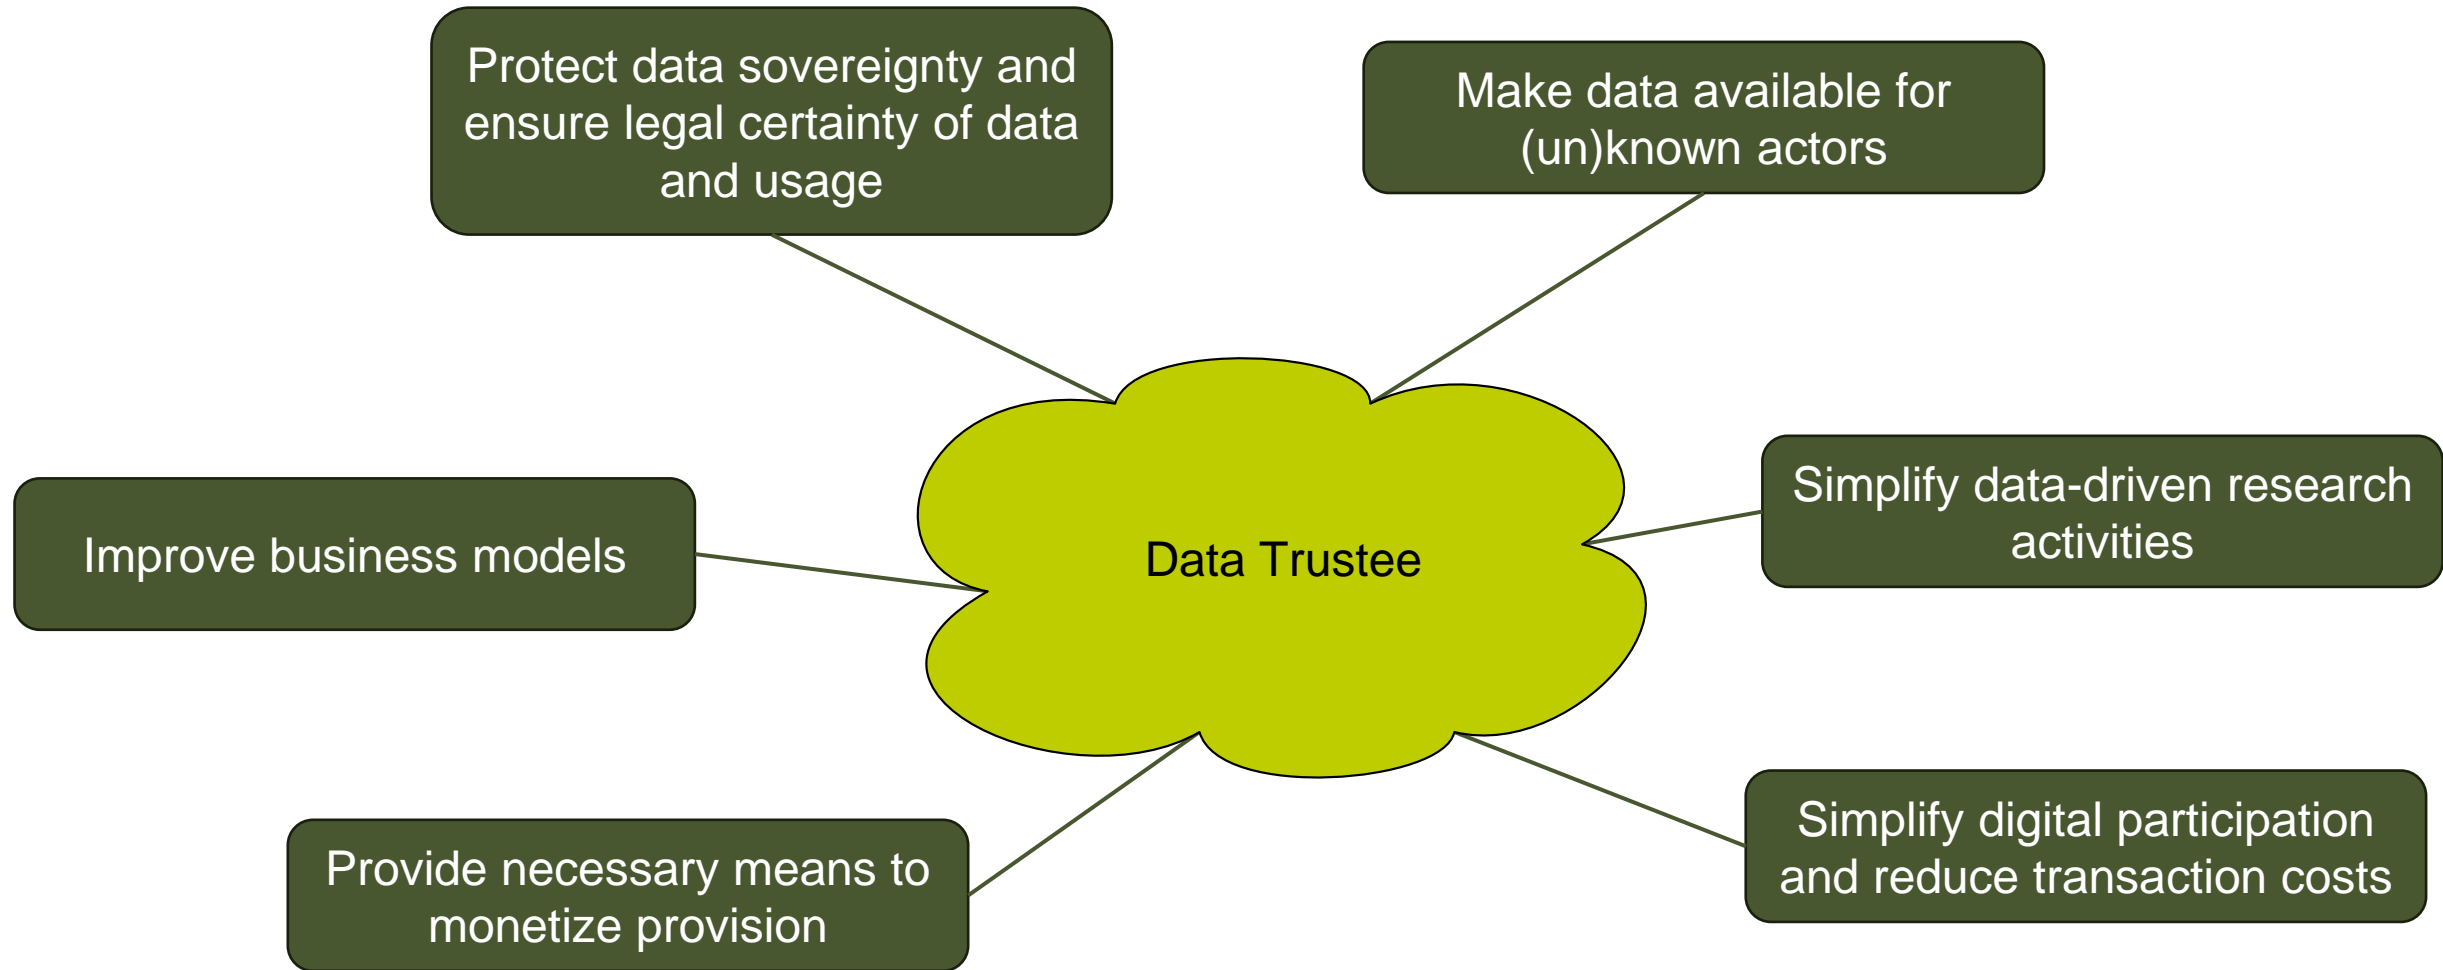 Protect data sovereignty and
ensure legal certainty of data
and usage
Make data available for
(un)known actors
Improve business models
Data Trustee
Simplify data-driven research
activities
Provide necessary means to
monetize provision
Simplify digital participation
and reduce transaction costs